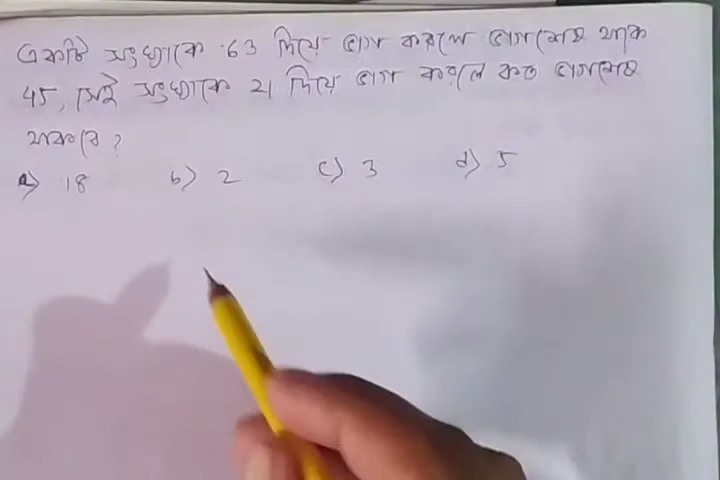 একটি সংখ্যাকে 63 দিয়ে ভাগ করলে ভাগশেষ থাকে
45, সেই সংখ্যাকে 21 দিয়ে ভাগ করলে কত ভাগশেষ
থাকবে?
a) 18 b) 2 c) 3 d) 5